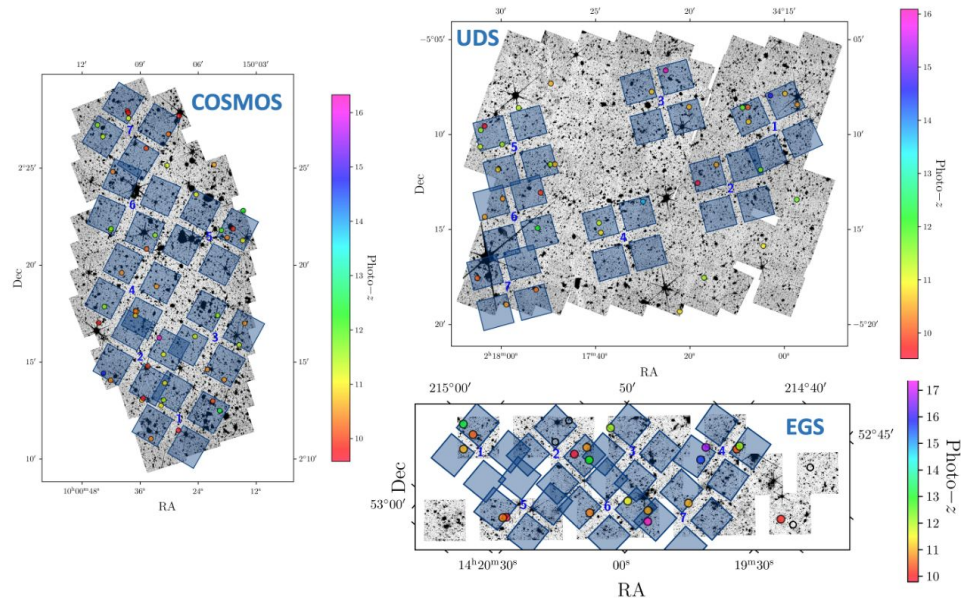 COSMOS
12′
09′
06′
150°03′
2°25′
20′
15′
2°10′
10′
Dec
10ʰ00ᵐ48ˢ
36ˢ
24ˢ
12ˢ
RA
7
6
5
4
3
2
1
16
15
14
13
12
11
10
Photo−z
UDS
30′
25′
20′
34°15′
−5°05′
10′
15′
20′
10′
15′
−5°20′
Dec
2ʰ18ᵐ00ˢ
17ᵐ40ˢ
20ˢ
00ˢ
RA
3
1
5
2
6
4
7
16
15
14
13
12
11
10
Photo−z
EGS
215°00′
50′
214°40′
52°45′
53°00′
Dec
14ʰ20ᵐ30ˢ
00ˢ
19ᵐ30ˢ
RA
1
2
3
4
5
6
7
17
16
15
14
13
12
11
10
Photo-z